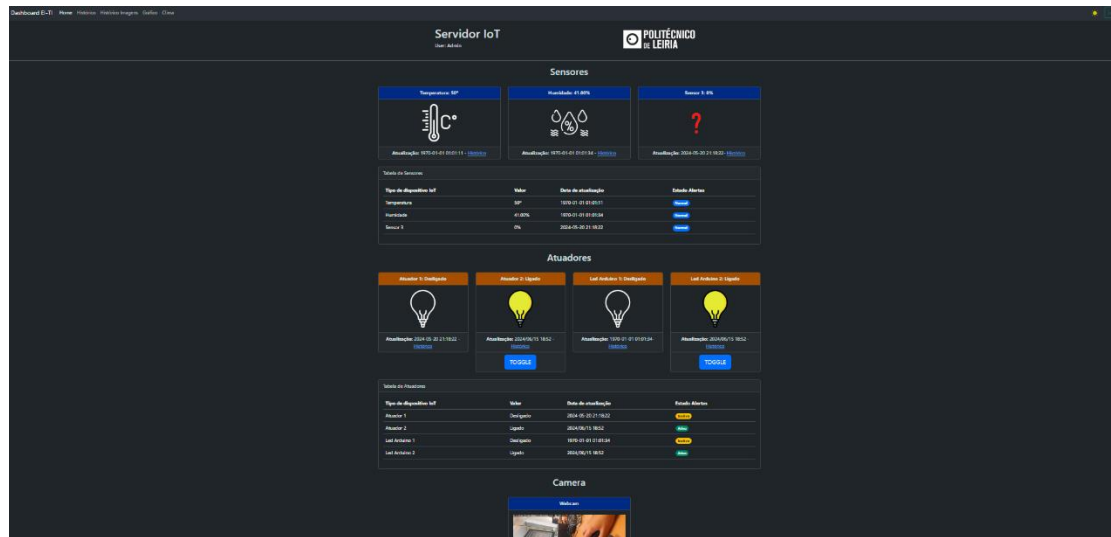 Dashboard EI-TI Home Histórico Histórico Imagens Gráfico Clima
Servidor IoT
User: Admin
POLITÉCNICO
DE LEIRIA
Sensores
Temperatura: 50º
Humidade: 41.00%
Sensor 3: 0%
C°
%
?
Atualização: 1970-01-01 01:01:11 - Histórico
Atualização: 1970-01-01 01:01:34 - Histórico
Atualização: 2024-05-20 21:18:22 - Histórico
Tabela de Sensores
Tipo de dispositivo IoT Valor Data de atualização Estado Alertas
Temperatura 50º 1970-01-01 01:01:11 Normal
Humidade 41.00% 1970-01-01 01:01:34 Normal
Sensor 3 0% 2024-05-20 21:18:22 Normal
Atuadores
Atuador 1: Desligado
Atuador 2: Ligado
Led Arduino 1: Desligado
Led Arduino 2: Ligado
Atualização: 2024-05-20 21:18:22 -
Histórico
Atualização: 2024/06/15 18:52 -
Histórico
TOGGLE
Atualização: 1970-01-01 01:01:34 -
Histórico
Atualização: 2024/06/15 18:52 -
Histórico
TOGGLE
Tabela de Atuadores
Tipo de dispositivo IoT Valor Data de atualização Estado Alertas
Atuador 1 Desligado 2024-05-20 21:18:22
Atuador 2 Ligado 2024/06/15 18:52 Ativo
Led Arduino 1 Desligado 1970-01-01 01:01:34
Led Arduino 2 Ligado 2024/06/15 18:52 Ativo
Camera
Webcam